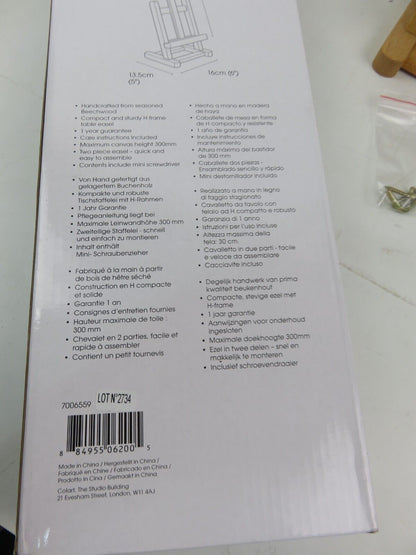 13.5cm
(5")
16cm (6")
• Handcrafted from seasoned
Beechwood
• Compact and sturdy H frame
table easel
• 1 year guarantee
• Care instructions included
• Maximum canvas height 300mm
• Two piece easel - quick and
easy to assemble
• Contents include mini screwdriver
• Von Hand gefertigt aus
gelagertem Buchenholz
• Kompakte und robuste
Tischstaffelei mit H-Rahmen
• 1 Jahr Garantie
• Pflegeanleitung liegt bei
• Maximale Leinwandhöhe 300 mm
• Zweiteilige Staffelei - schnell
und einfach zu montieren
• Inhalt enthält
Mini- Schraubenzieher
• Fabriqué à la main à partir
de bois de hêtre séché
• Construction en H compacte
et solide
• Garantie 1 an
• Consignes d'entretien fournies
• Hauteur maximale de toile :
300 mm
• Chevalet en 2 parties, facile et
rapide à assembler
• Contient un petit tournevis
• Hecho a mano en madera
de haya
• Caballete de mesa en forma
de H compacto y resistente
• 1 año de garantía
• Incluye instrucciones de
mantenimiento
• Altura máxima del bastidor
de 300 mm
• Caballete dos piezas -
Ensamblado sencillo y rápido
• Mini destornillador incluido
• Realizzato a mano in legno
di faggio stagionato
• Cavalletto da tavolo con
telaio ad H compatto e robusto
• Garanzia di 1 anno
• Istruzioni per l'uso incluse
• Altezza massima della
tela: 30 cm.
• Cavalletto in due parti - facile
e veloce da assemblare
• Cacciavite incluso
• Degelijk handwerk van prima
kwaliteit beukenhout
• Compacte, stevige ezel met
H-frame.
• 1 jaar garantie
• Aanwijzingen voor onderhoud
ingesloten
• Maximale doekhoogte 300mm
• Ezel in twee delen – snel en
makkelijk te monteren
• Inclusief schroevendraaier
7006559
LOT N°2734
8 84955 06200 5
Made in China / Hergestellt in China /
Fabriqué en Chine / Fabricado en China /
Prodotto in Cina / Gemaakt in China
Colart, The Studio Building
21 Evesham Street, London, W11 4AJ